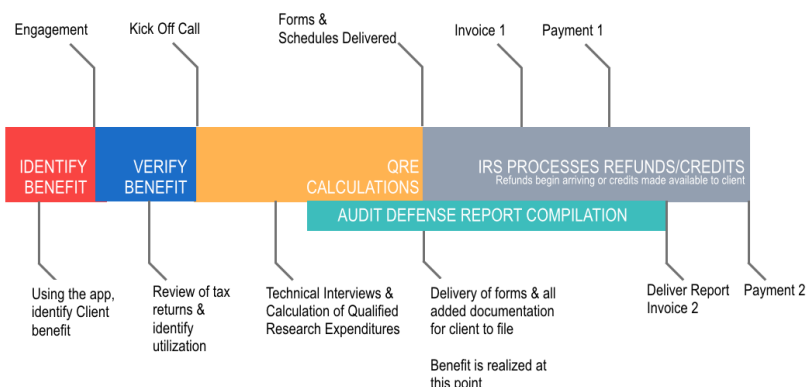 Engagement
Kick Off Call
Forms &
Schedules Delivered
Invoice 1
Payment 1
IDENTIFY
BENEFIT
VERIFY
BENEFIT
QRE
CALCULATIONS
IRS PROCESSES REFUNDS/CREDITS
Refunds begin arriving or credits made available to client
AUDIT DEFENSE REPORT COMPILATION
Using the app,
identify Client
benefit
Review of tax
returns &
identify
utilization
Technical Interviews &
Calculation of Qualified
Research Expenditures
Delivery of forms & all
added documentation
for client to file
Benefit is realized at
this point
Deliver Report
Invoice 2
Payment 2